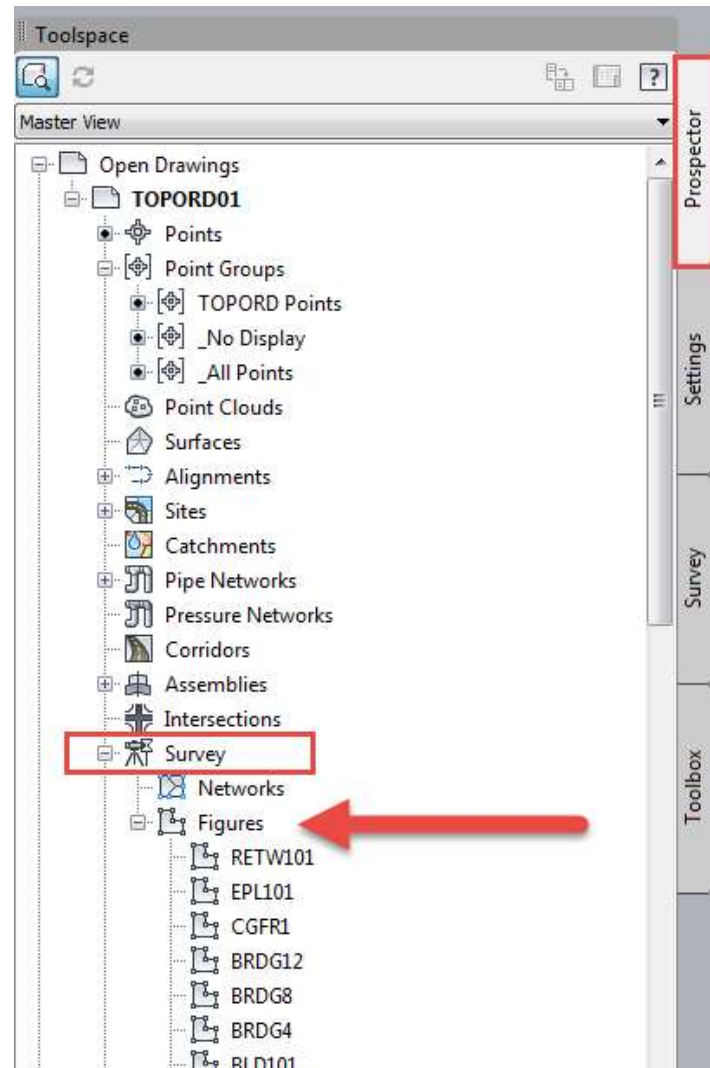 Toolspace
?
Master View
Open Drawings
TOPORD01
Points
Point Groups
TOPORD Points
_No Display
_All Points
Point Clouds
Surfaces
Alignments
Sites
Catchments
Pipe Networks
Pressure Networks
Corridors
Assemblies
Intersections
Survey
Networks
Figures
RETW101
EPL101
CGFR1
BRDG12
BRDG8
BRDG4
BLD101
Prospector
Settings
Survey
Toolbox